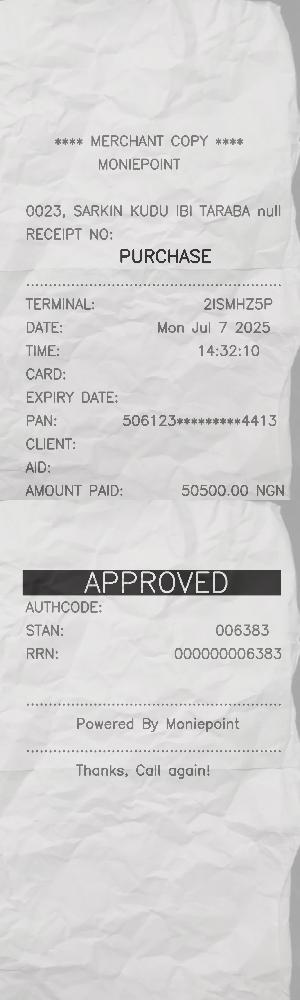 **** MERCHANT COPY ****
MONIEPOINT
0023, SARKIN KUDU IBI TARABA null
RECEIPT NO:
PURCHASE
TERMINAL: 2ISMHZ5P
DATE: Mon Jul 7 2025
TIME: 14:32:10
CARD:
EXPIRY DATE:
PAN: 506123*********4413
CLIENT:
AID:
AMOUNT PAID: 50500.00 NGN
APPROVED
AUTHCODE:
STAN: 006383
RRN: 000000006383
Powered By Moniepoint
Thanks, Call again!